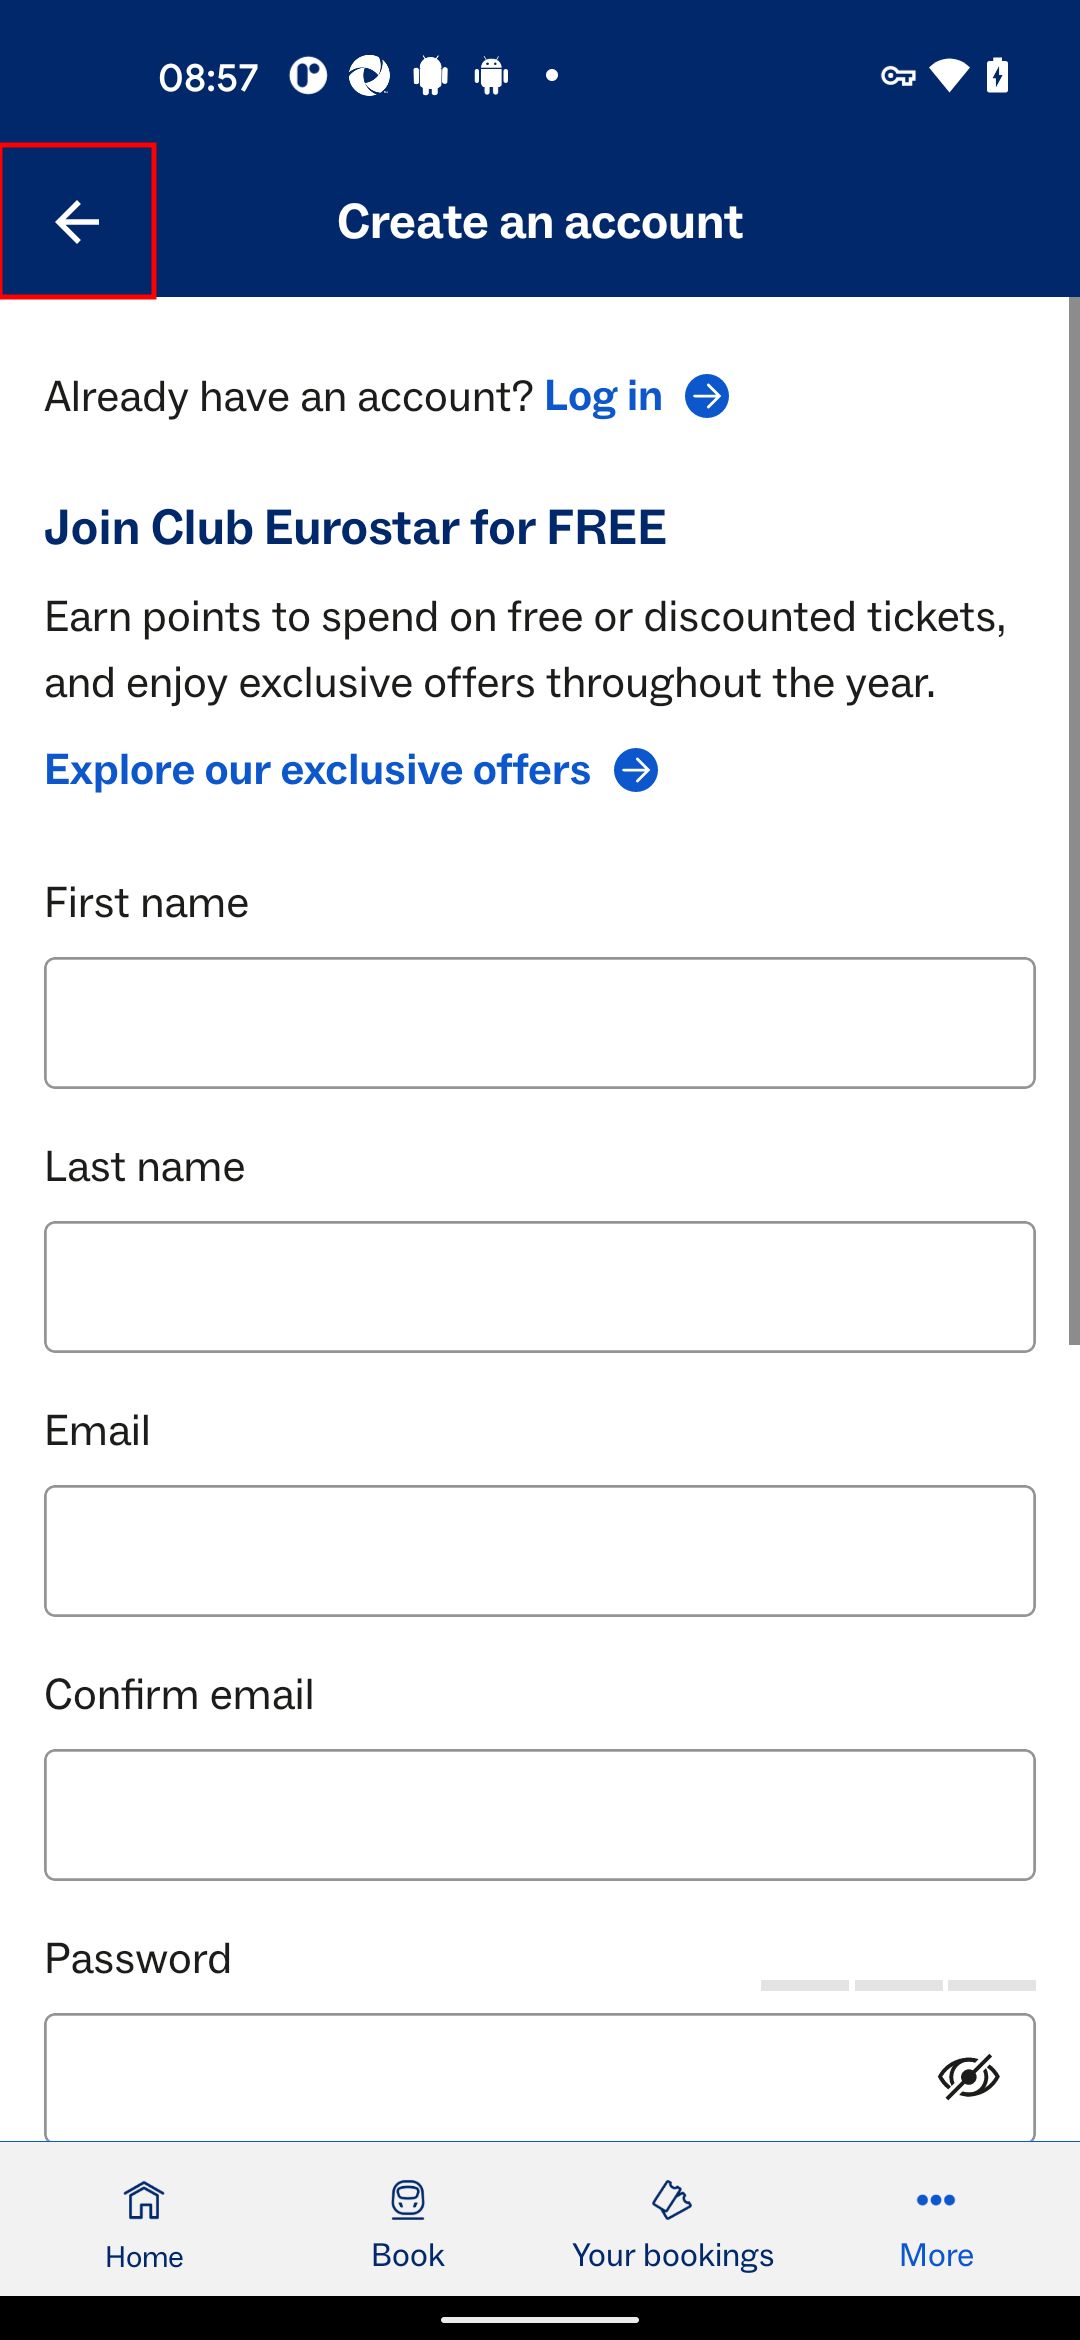 08:57
Create an account
Already have an account? Log in
Join Club Eurostar for FREE
Earn points to spend on free or discounted tickets,
and enjoy exclusive offers throughout the year.
Explore our exclusive offers
First name
Last name
Email
Confirm email
Password
Home
Book
Your bookings
More